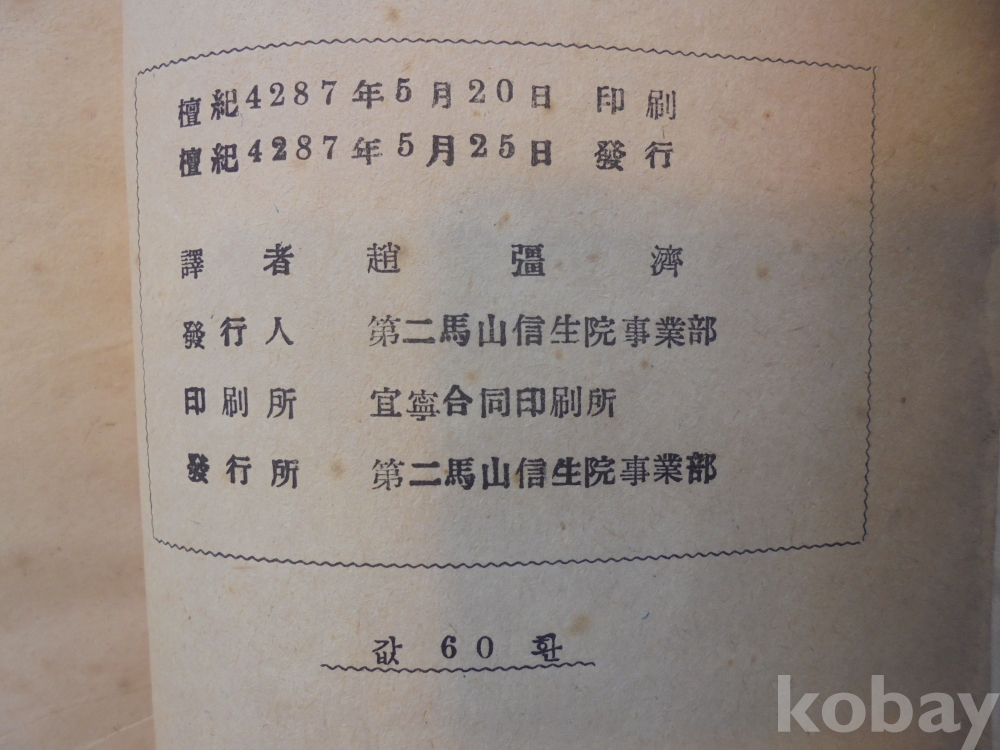 檀紀4287年5月20日 印刷
檀紀4287年5月25日 發行
譯者 趙彊濟
發行人 第二馬山信生院事業部
印刷所 宜寧合同印刷所
發行所 第二馬山信生院事業部
값 60환
kobay